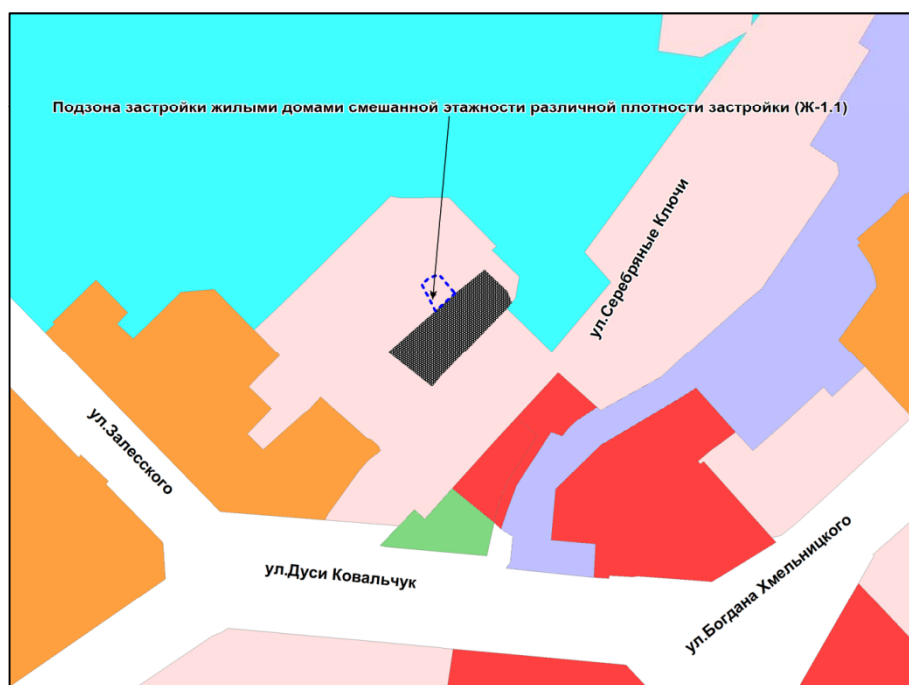 Подзона застройки жилыми домами смешанной этажности различной плотности застройки (Ж-1.1)
ул.Серебряные Ключи
ул.Залесского
ул.Дуси Ковальчук
ул.Богдана Хмельницкого